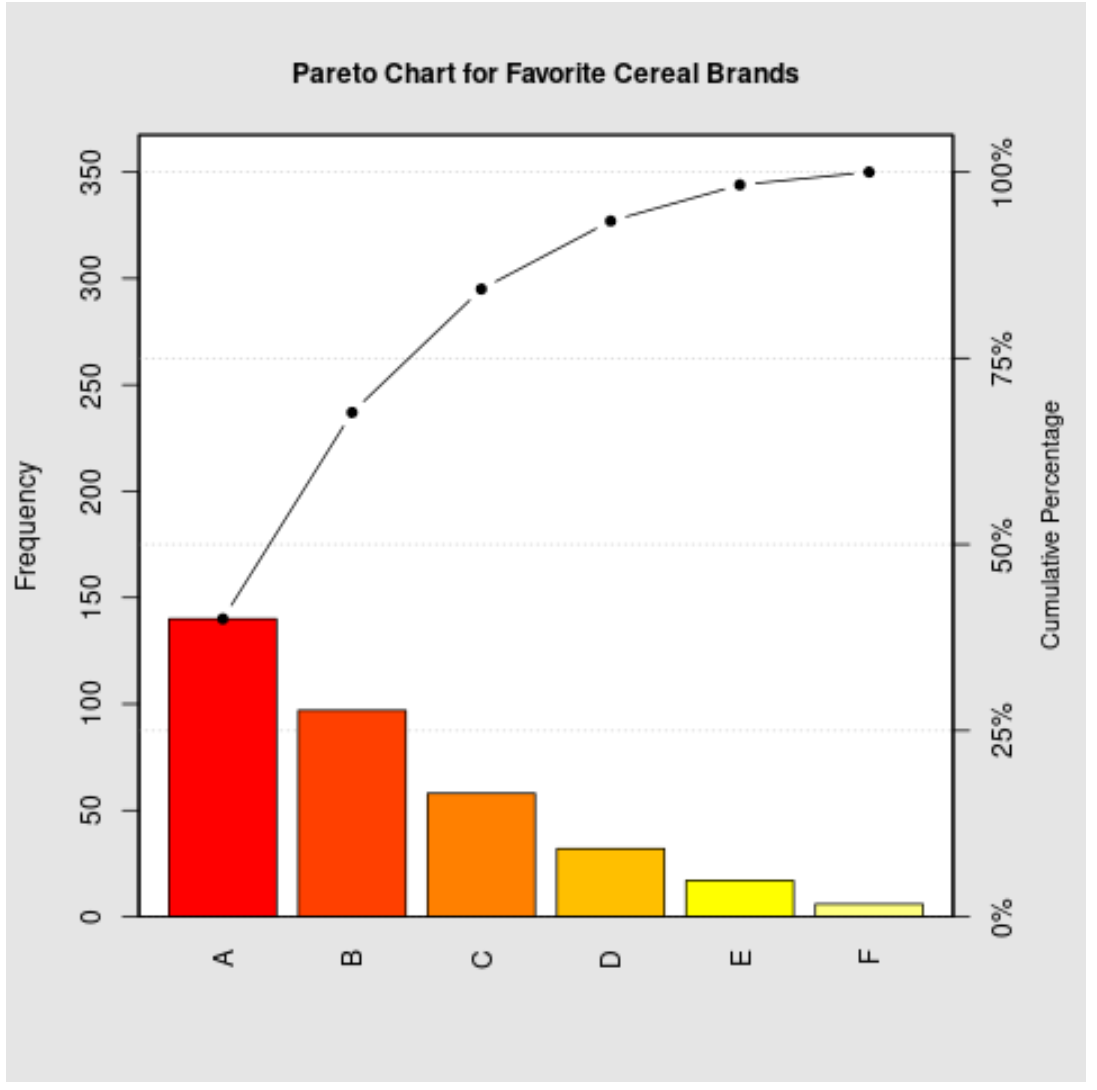 Pareto Chart for Favorite Cereal Brands
Frequency
350
300
250
200
150
100
50
0
100%
75%
50%
25%
0%
Cumulative Percentage
A
B
C
D
E
F